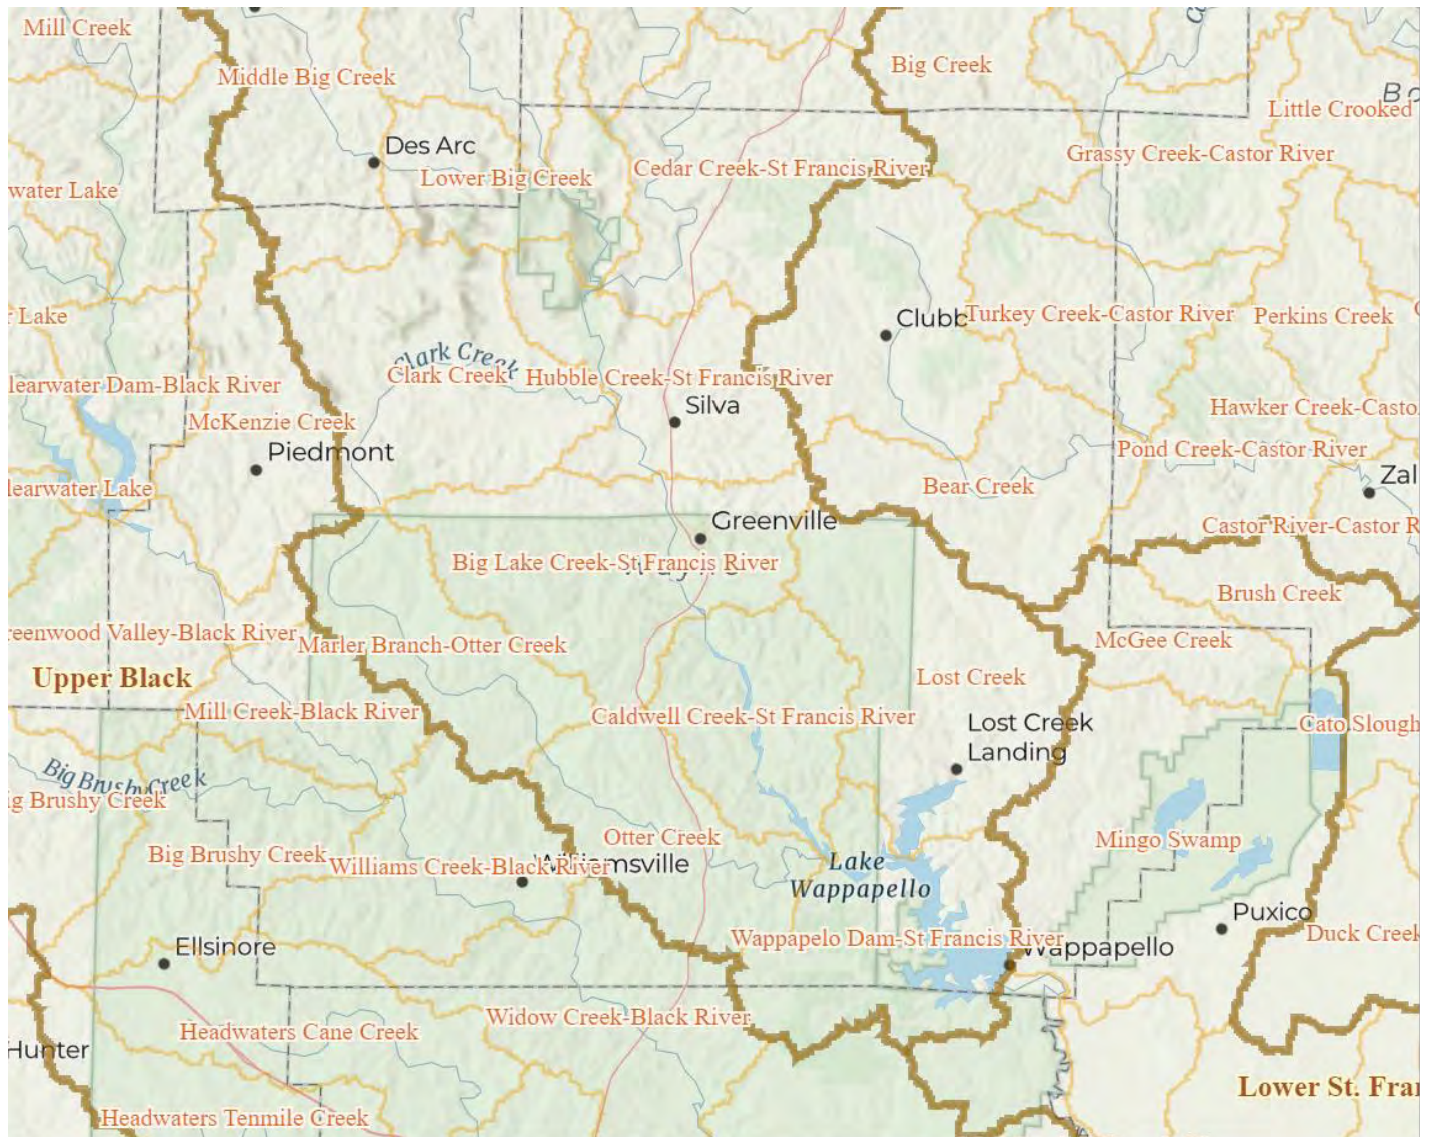 Mill Creek
Middle Big Creek
Big Creek
Little Crooked
Des Arc
Grassy Creek-Castor River
Cedar Creek-St Francis River
Lower Big Creek
water Lake
Clubb
Turkey Creek-Castor River
Perkins Creek
r Lake
Clark Creek
Clark Creek
Hubble Creek-St Francis River
learwater Dam-Black River
Silva
Hawker Creek-Casto
McKenzie Creek
Piedmont
Pond Creek-Castor River
Zal
learwater Lake
Bear Creek
Greenville
Castor River-Castor R
Big Lake Creek-St Francis River
Brush Creek
reenwood Valley-Black River
Marler Branch-Otter Creek
McGee Creek
Upper Black
Lost Creek
Mill Creek-Black River
Caldwell Creek-St Francis River
Lost Creek
Landing
Cato Slough
Big Brushy Creek
ig Brushy Creek
Otter Creek
Mingo Swamp
Big Brushy Creek
Williams Creek-Black River
Williamsville
Lake
Wappapello
Puxico
Ellsinore
Wappapelo Dam-St Francis River
Wappapello
Duck Creek
Widow Creek-Black River
Headwaters Cane Creek
Hunter
Lower St. Fra
Headwaters Tenmile Creek